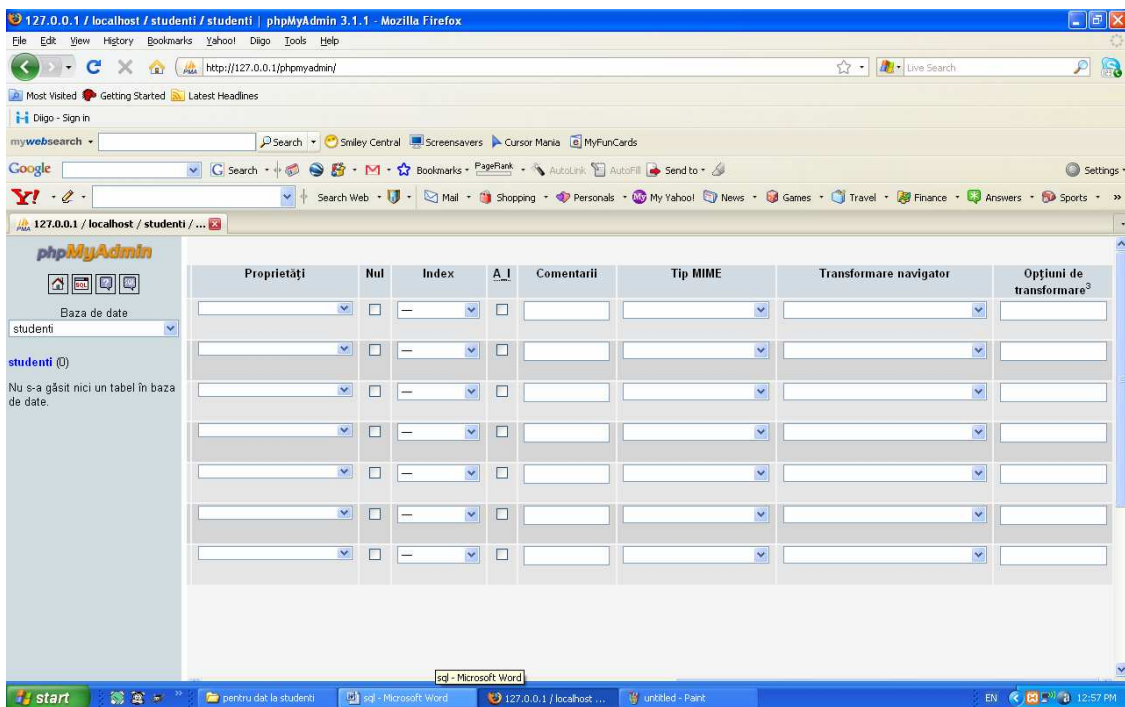 127.0.0.1 / localhost / studenti / studenti | phpMyAdmin 3.1.1 - Mozilla Firefox
File Edit View History Bookmarks Yahoo! Diigo Tools Help
http://127.0.0.1/phpmyadmin/ Live Search
Most Visited Getting Started Latest Headlines
Diigo - Sign in
mywebsearch Search Smiley Central Screensavers Cursor Mania MyFunCards
Google Search Bookmarks PageRank AutoLink AutoFill Send to Settings
Y! Search Web Mail Shopping Personals My Yahoo! News Games Travel Finance Answers Sports »
127.0.0.1 / localhost / studenti / ...
phpMyAdmin
Baza de date
studenti
studenti (0)
Nu s-a găsit nici un tabel în baza
de date.
Proprietăţi Nul Index A_I Comentarii Tip MIME Transformare navigator Opţiuni de
transformare3
—
—
—
—
—
—
—
sql - Microsoft Word
start » pentru dat la studenti sql - Microsoft Word 127.0.0.1 / localhost ... untitled - Paint EN 12:57 PM